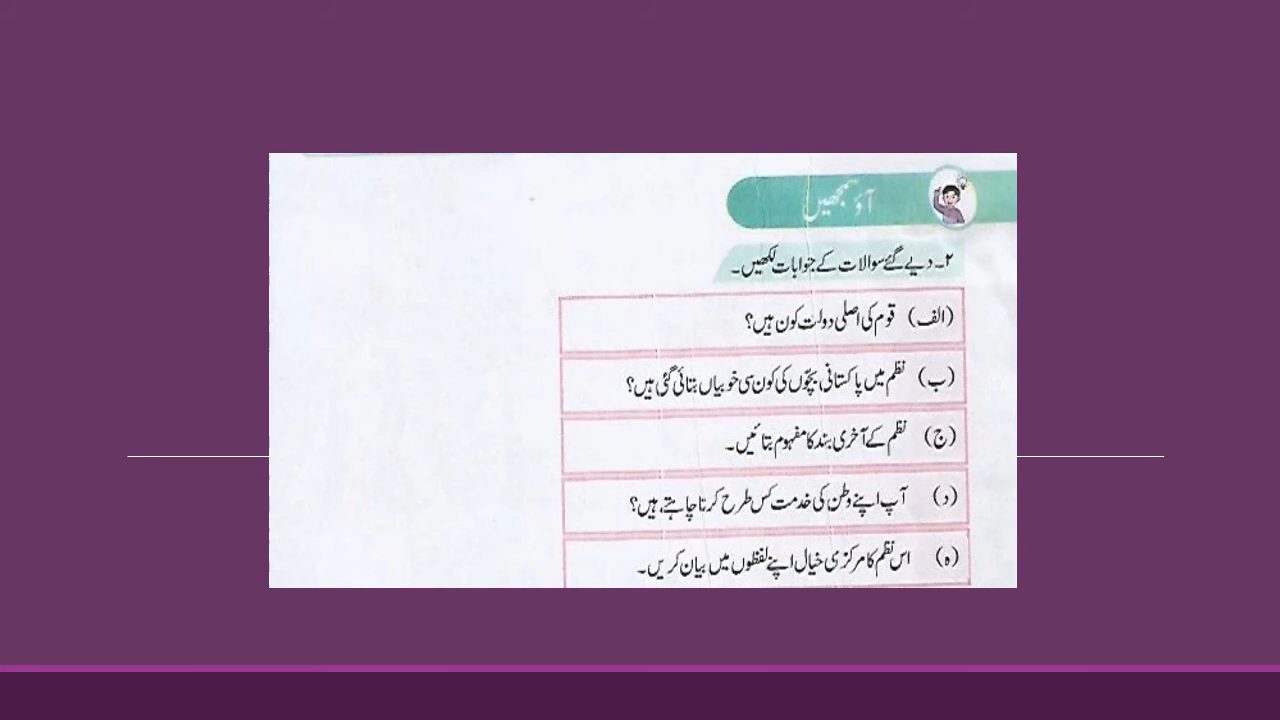 آؤ سمجھیں
۲۔ دیے گئے سوالات کے جوابات لکھیں۔
(الف) قوم کی اصلی دولت کون ہیں؟
(ب) نظم میں پاکستانی بچّوں کی کون سی خوبیاں بتائی گئی ہیں؟
(ج) نظم کے آخری بند کا مفہوم بتائیں۔
(د) آپ اپنے وطن کی خدمت کس طرح کرنا چاہتے ہیں؟
(ہ) اس نظم کا مرکزی خیال اپنے لفظوں میں بیان کریں۔